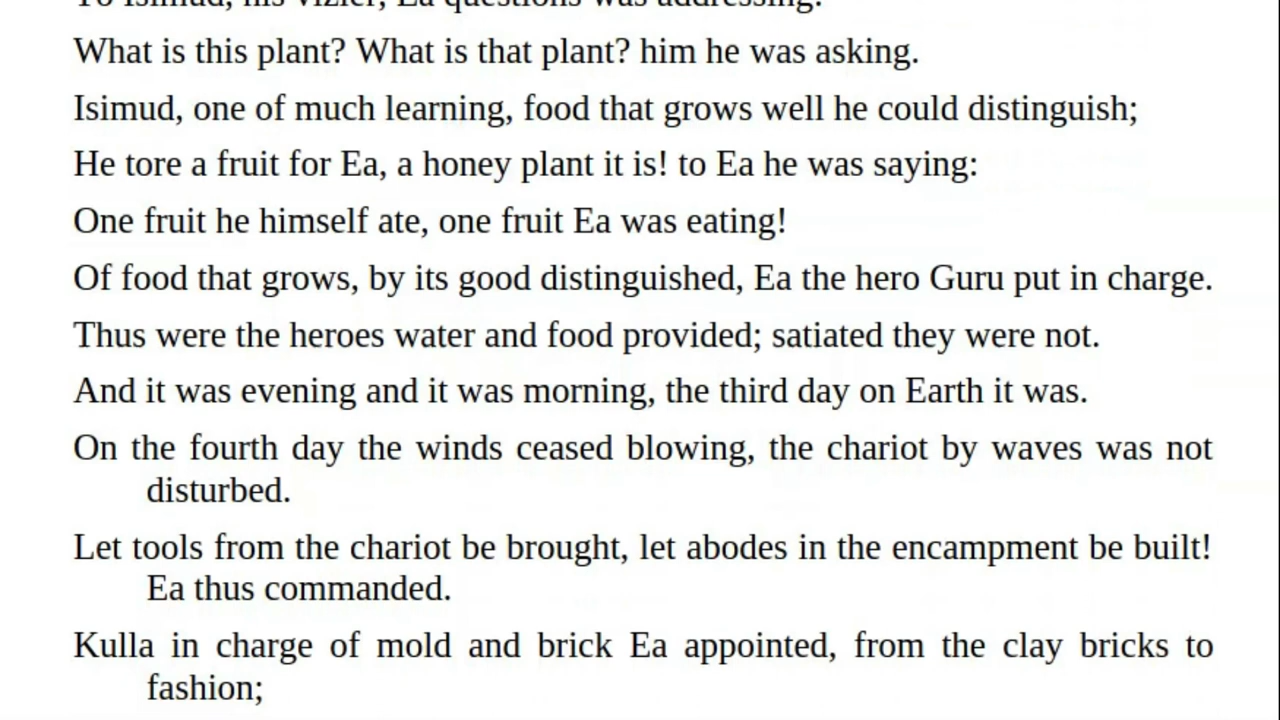 To Isimud, his vizier, Ea questions was addressing:
What is this plant? What is that plant? him he was asking.
Isimud, one of much learning, food that grows well he could distinguish;
He tore a fruit for Ea, a honey plant it is! to Ea he was saying:
One fruit he himself ate, one fruit Ea was eating!
Of food that grows, by its good distinguished, Ea the hero Guru put in charge.
Thus were the heroes water and food provided; satiated they were not.
And it was evening and it was morning, the third day on Earth it was.
On the fourth day the winds ceased blowing, the chariot by waves was not
disturbed.
Let tools from the chariot be brought, let abodes in the encampment be built!
Ea thus commanded.
Kulla in charge of mold and brick Ea appointed, from the clay bricks to
fashion;